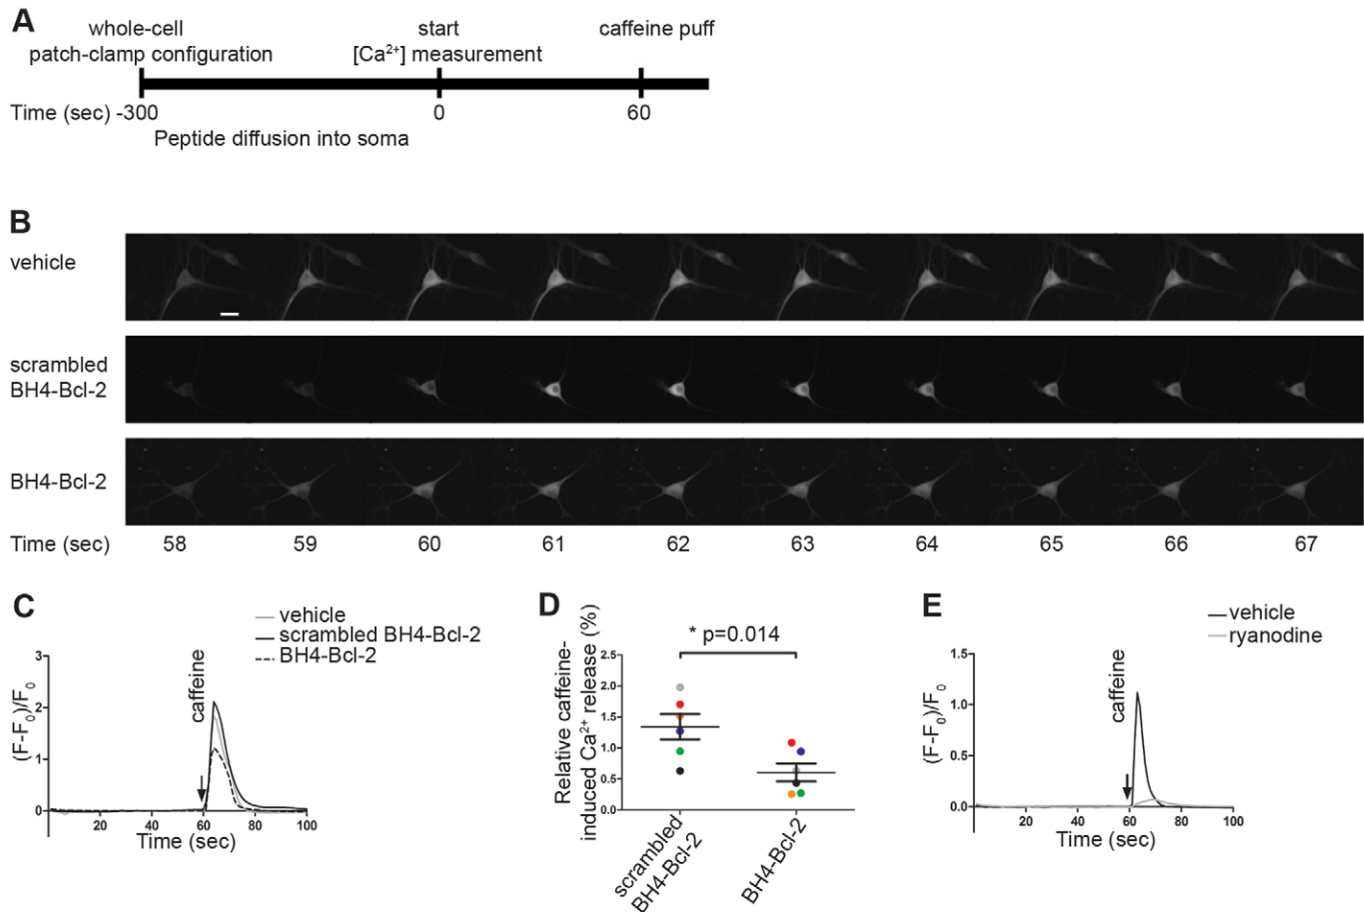 A
whole-cell
patch-clamp configuration
start
[Ca²⁺] measurement
caffeine puff
Time (sec) -300 0 60
Peptide diffusion into soma
B
vehicle
scrambled
BH4-Bcl-2
BH4-Bcl-2
Time (sec) 58 59 60 61 62 63 64 65 66 67
C
vehicle
scrambled BH4-Bcl-2
BH4-Bcl-2
(F-F₀)/F₀
3
2
1
0
caffeine
20 40 60 80 100
Time (sec)
D
* p=0.014
Relative caffeine-
induced Ca²⁺ release (%)
2.5
2.0
1.5
1.0
0.5
0.0
scrambled
BH4-Bcl-2
BH4-Bcl-2
E
vehicle
ryanodine
(F-F₀)/F₀
1.5
1.0
0.5
0.0
caffeine
20 40 60 80 100
Time (sec)